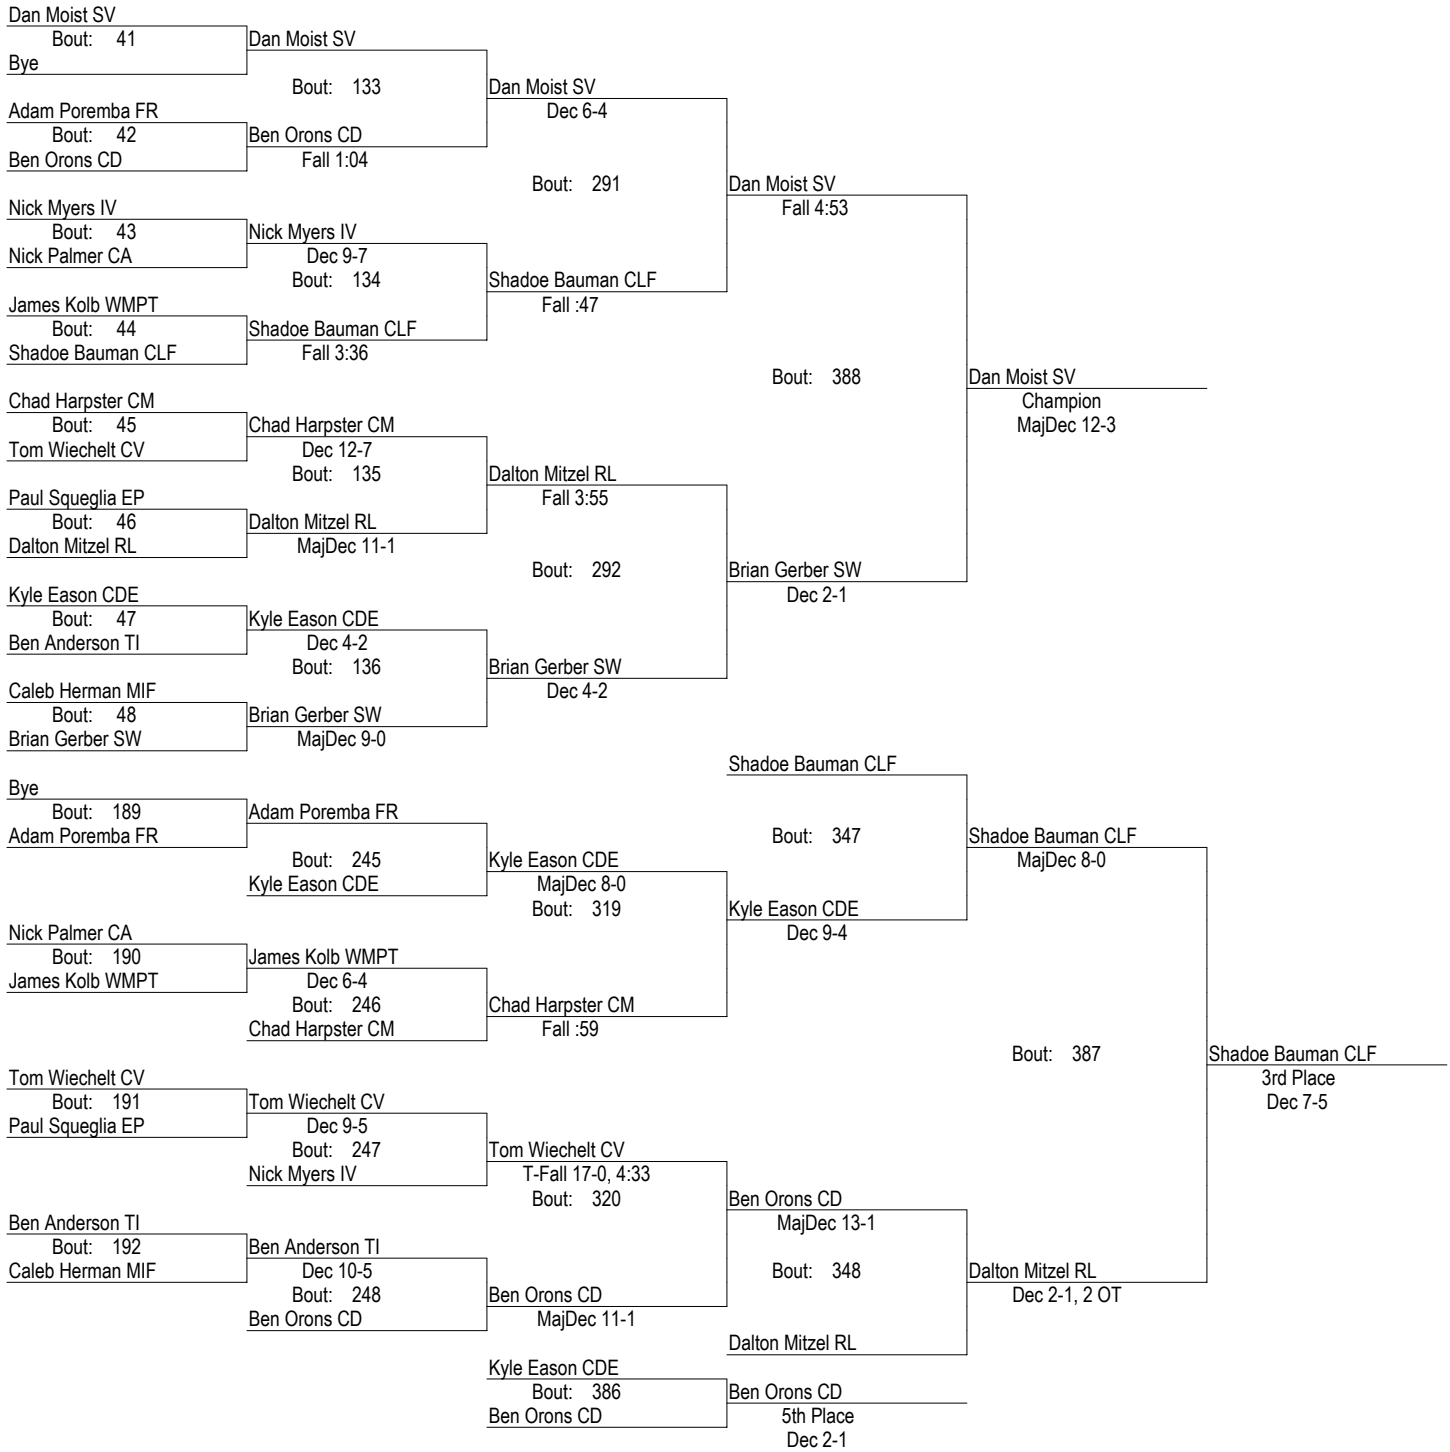 Dan Moist SV
Bout: 41
Dan Moist SV
Bye
Bout: 133
Dan Moist SV
Adam Poremba FR
Dec 6-4
Bout: 42
Ben Orons CD
Ben Orons CD
Fall 1:04
Bout: 291
Dan Moist SV
Nick Myers IV
Fall 4:53
Bout: 43
Nick Myers IV
Nick Palmer CA
Dec 9-7
Bout: 134
Shadoe Bauman CLF
James Kolb WMPT
Fall :47
Bout: 44
Shadoe Bauman CLF
Shadoe Bauman CLF
Fall 3:36
Bout: 388
Dan Moist SV
Chad Harpster CM
Champion
Bout: 45
Chad Harpster CM
MajDec 12-3
Tom Wiechelt CV
Dec 12-7
Bout: 135
Dalton Mitzel RL
Paul Squeglia EP
Fall 3:55
Bout: 46
Dalton Mitzel RL
Dalton Mitzel RL
MajDec 11-1
Bout: 292
Brian Gerber SW
Kyle Eason CDE
Dec 2-1
Bout: 47
Kyle Eason CDE
Ben Anderson TI
Dec 4-2
Bout: 136
Brian Gerber SW
Caleb Herman MIF
Dec 4-2
Bout: 48
Brian Gerber SW
Brian Gerber SW
MajDec 9-0
Shadoe Bauman CLF
Bye
Bout: 189
Adam Poremba FR
Adam Poremba FR
Bout: 347
Shadoe Bauman CLF
Bout: 245
Kyle Eason CDE
MajDec 8-0
Kyle Eason CDE
MajDec 8-0
Bout: 319
Kyle Eason CDE
Nick Palmer CA
Dec 9-4
Bout: 190
James Kolb WMPT
James Kolb WMPT
Dec 6-4
Bout: 246
Chad Harpster CM
Chad Harpster CM
Fall :59
Bout: 387
Shadoe Bauman CLF
Tom Wiechelt CV
3rd Place
Bout: 191
Tom Wiechelt CV
Dec 7-5
Paul Squeglia EP
Dec 9-5
Bout: 247
Tom Wiechelt CV
Nick Myers IV
T-Fall 17-0, 4:33
Bout: 320
Ben Orons CD
Ben Anderson TI
MajDec 13-1
Bout: 192
Ben Anderson TI
Caleb Herman MIF
Dec 10-5
Bout: 348
Dalton Mitzel RL
Bout: 248
Ben Orons CD
Dec 2-1, 2 OT
Ben Orons CD
MajDec 11-1
Dalton Mitzel RL
Kyle Eason CDE
Bout: 386
Ben Orons CD
Ben Orons CD
5th Place
Dec 2-1